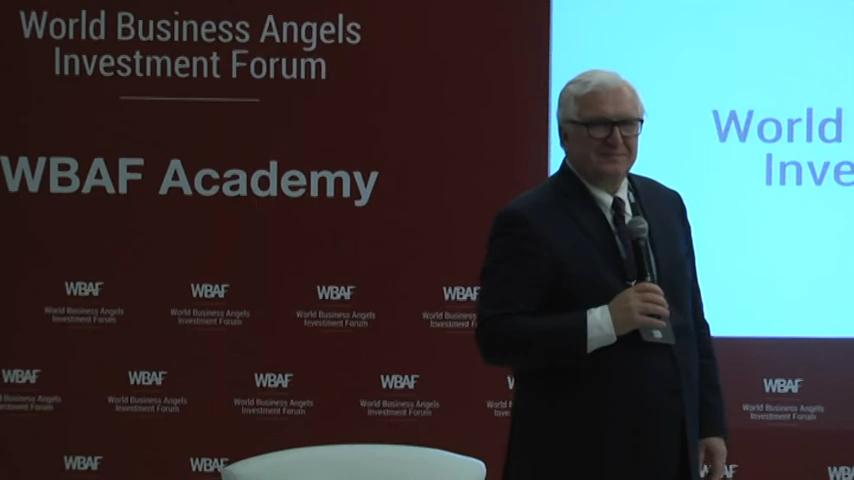 World Business Angels
Investment Forum
WBAF Academy
World
Inve
WBAF
World Business Angels
Investment Forum
WBAF
World Business Angels
Investment Forum
WBAF
World Business Angels
Investment Forum
WBAF
World Business
Investment Forum
WBAF
Business Angels
Investment Forum
WBAF
World Business Angels
Investment Forum
WBAF
World Business Angels
Investment Forum
WBAF
World Business Angels
Investment Forum
WBAF
World Business Angels
Investment Forum
WBAF
WBAF